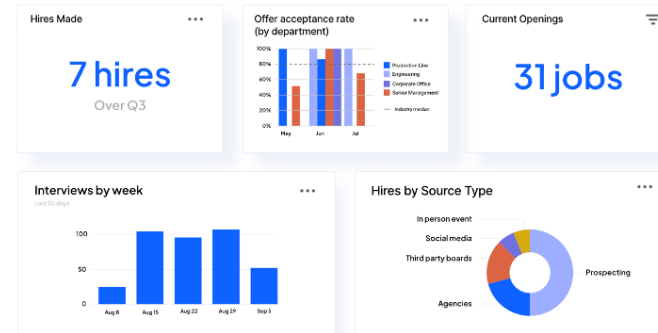 Hires Made
7 hires
Over Q3
Offer acceptance rate
(by department)
100%
80%
60%
40%
20%
0%
May Jun Jul
Production Line
Engineering
Corporate Office
Senior Management
Industry median
Current Openings
31 jobs
Interviews by week
Last 30 days
100
50
0
Aug 8 Aug 15 Aug 22 Aug 29 Sep 5
Hires by Source Type
In person event
Social media
Third party boards
Agencies
Prospecting